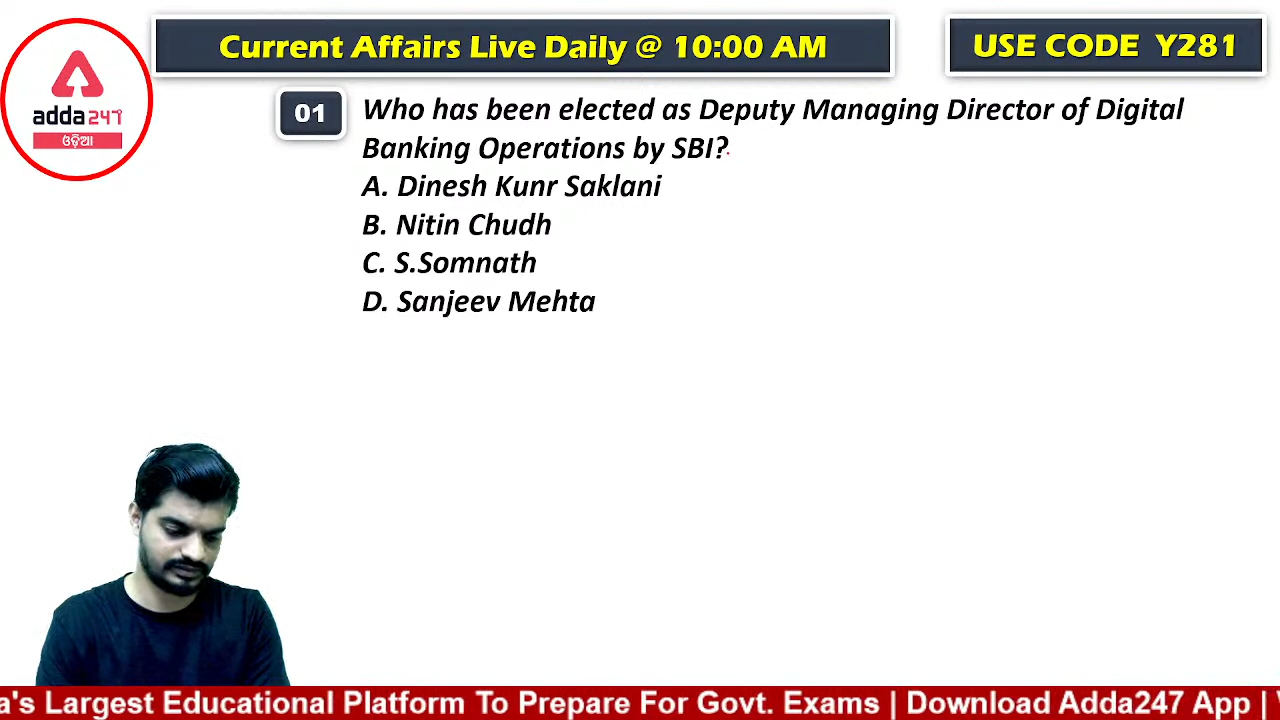 Current Affairs Live Daily @ 10:00 AM
USE CODE Y281
adda247
ଓଡ଼ିଆ
01
Who has been elected as Deputy Managing Director of Digital
Banking Operations by SBI?
A. Dinesh Kunr Saklani
B. Nitin Chudh
C. S.Somnath
D. Sanjeev Mehta
a's Largest Educational Platform To Prepare For Govt. Exams | Download Adda247 App |